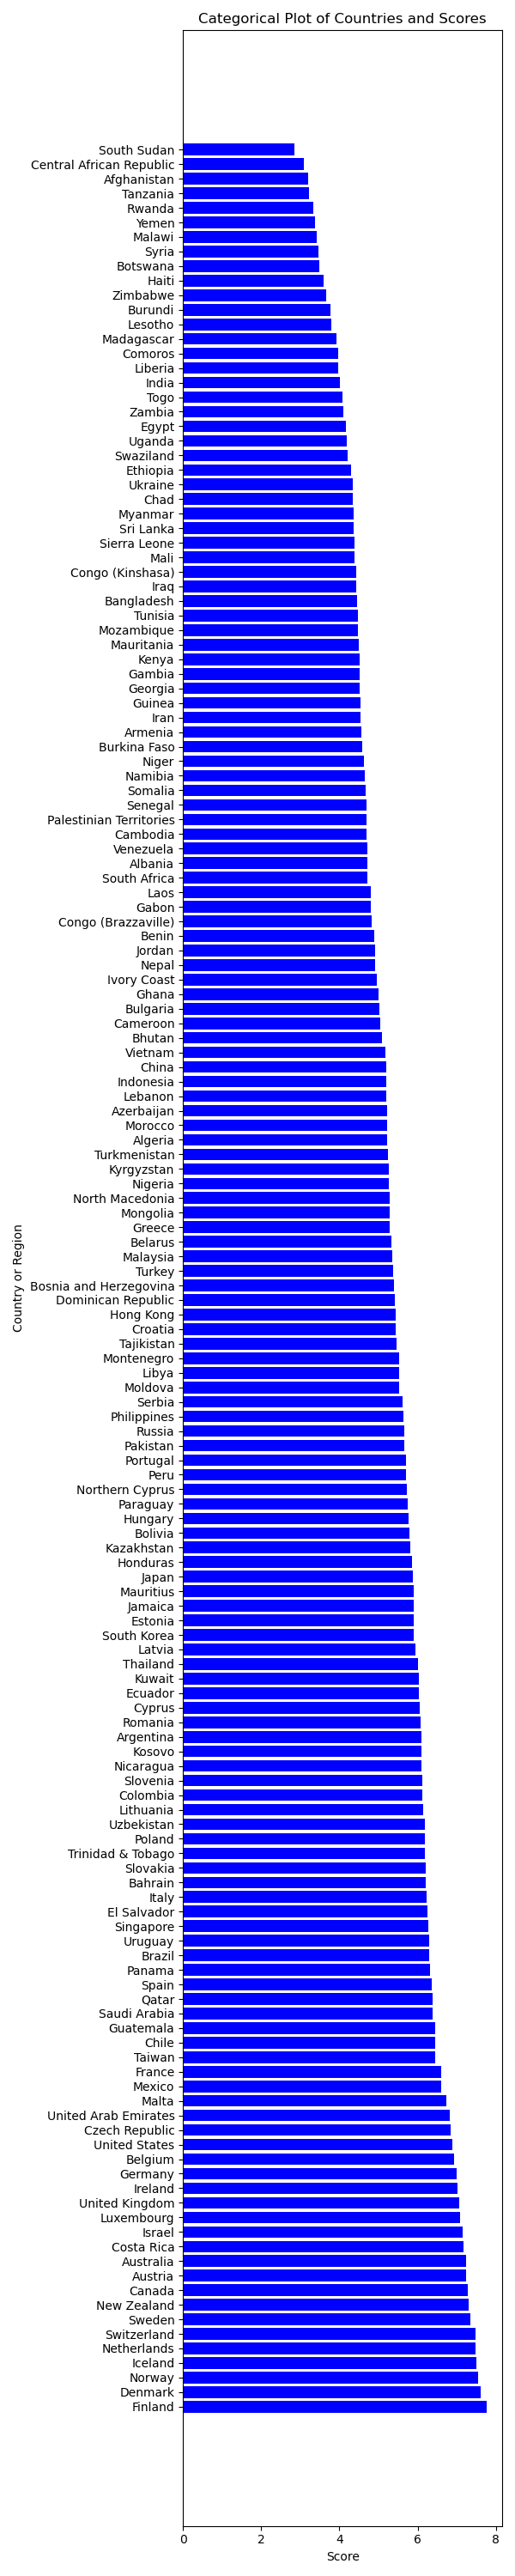 Categorical Plot of Countries and Scores
South Sudan
Central African Republic
Afghanistan
Tanzania
Rwanda
Yemen
Malawi
Syria
Botswana
Haiti
Zimbabwe
Burundi
Lesotho
Madagascar
Comoros
Liberia
India
Togo
Zambia
Egypt
Uganda
Swaziland
Ethiopia
Ukraine
Chad
Myanmar
Sri Lanka
Sierra Leone
Mali
Congo (Kinshasa)
Iraq
Bangladesh
Tunisia
Mozambique
Mauritania
Kenya
Gambia
Georgia
Guinea
Iran
Armenia
Burkina Faso
Niger
Namibia
Somalia
Senegal
Palestinian Territories
Cambodia
Venezuela
Albania
South Africa
Laos
Gabon
Congo (Brazzaville)
Benin
Jordan
Nepal
Ivory Coast
Ghana
Bulgaria
Cameroon
Bhutan
Vietnam
China
Indonesia
Lebanon
Azerbaijan
Morocco
Algeria
Turkmenistan
Kyrgyzstan
Nigeria
North Macedonia
Mongolia
Greece
Belarus
Malaysia
Turkey
Bosnia and Herzegovina
Dominican Republic
Hong Kong
Croatia
Tajikistan
Montenegro
Libya
Moldova
Serbia
Philippines
Russia
Pakistan
Portugal
Peru
Northern Cyprus
Paraguay
Hungary
Bolivia
Kazakhstan
Honduras
Japan
Mauritius
Jamaica
Estonia
South Korea
Latvia
Thailand
Kuwait
Ecuador
Cyprus
Romania
Argentina
Kosovo
Nicaragua
Slovenia
Colombia
Lithuania
Uzbekistan
Poland
Trinidad & Tobago
Slovakia
Bahrain
Italy
El Salvador
Singapore
Uruguay
Brazil
Panama
Spain
Qatar
Saudi Arabia
Guatemala
Chile
Taiwan
France
Mexico
Malta
United Arab Emirates
Czech Republic
United States
Belgium
Germany
Ireland
United Kingdom
Luxembourg
Israel
Costa Rica
Australia
Austria
Canada
New Zealand
Sweden
Switzerland
Netherlands
Iceland
Norway
Denmark
Finland
Country or Region
0 2 4 6 8
Score